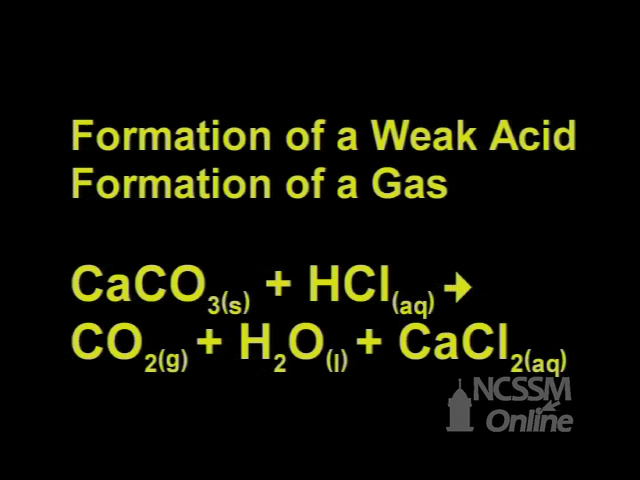 Formation of a Weak Acid
Formation of a Gas
CaCO₃(s) + HCl(aq) →
CO₂(g) + H₂O(l) + CaCl₂(aq)
NCSSM
Online